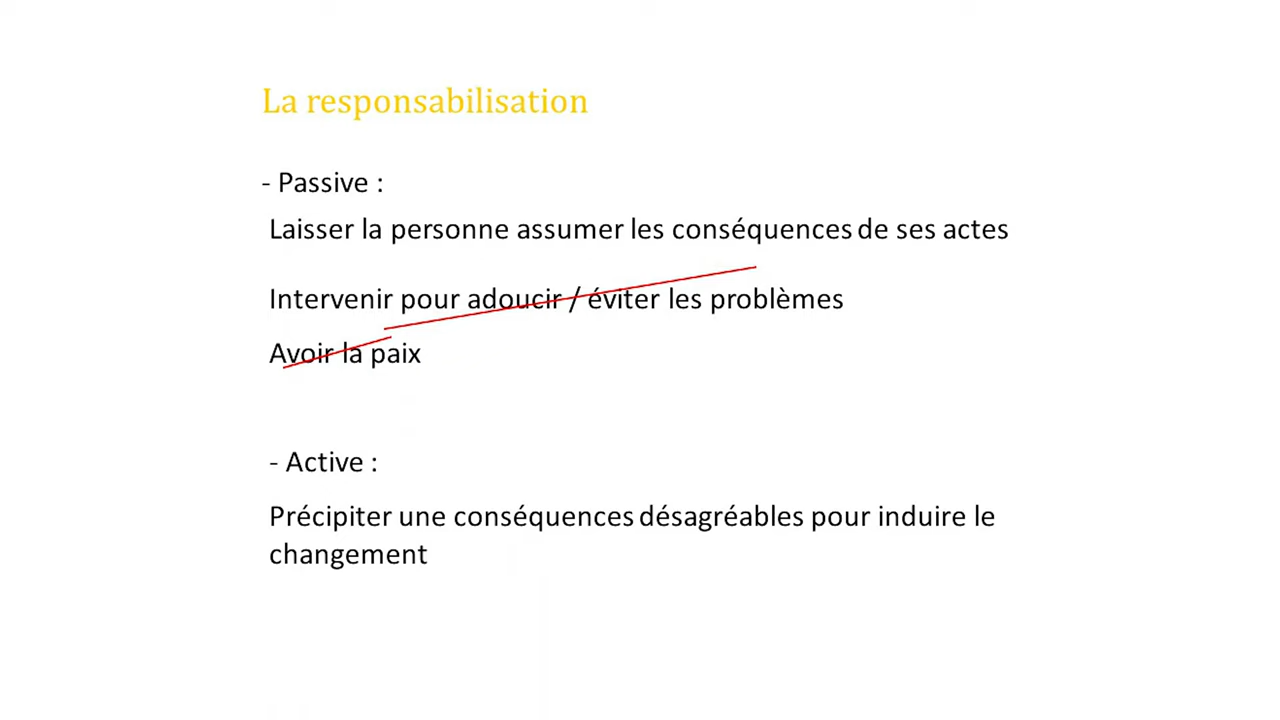 La responsabilisation
- Passive :
Laisser la personne assumer les conséquences de ses actes
Intervenir pour adoucir / éviter les problèmes
Avoir la paix
- Active :
Précipiter une conséquences désagréables pour induire le
changement